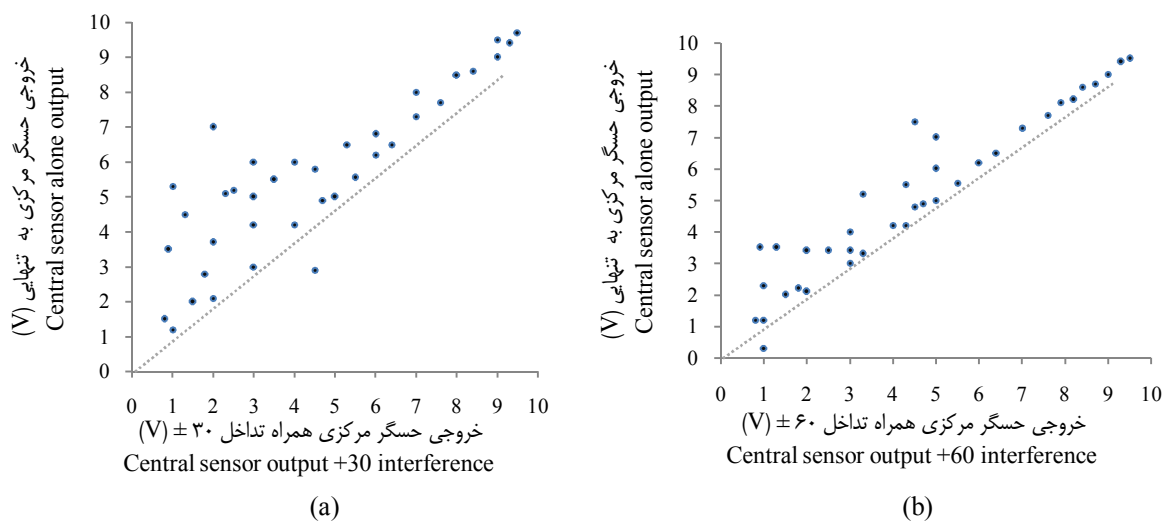 خروجی حسگر مرکزی به تنهایی (V)
Central sensor alone output
10
9
8
7
6
5
4
3
2
1
0
0 1 2 3 4 5 6 7 8 9 10
خروجی حسگر مرکزی همراه تداخل ۳۰ ± (V)
Central sensor output +30 interference
(a)
خروجی حسگر مرکزی به تنهایی (V)
Central sensor alone output
10
9
8
7
6
5
4
3
2
1
0
0 1 2 3 4 5 6 7 8 9 10
خروجی حسگر مرکزی همراه تداخل ۶۰ ± (V)
Central sensor output +60 interference
(b)